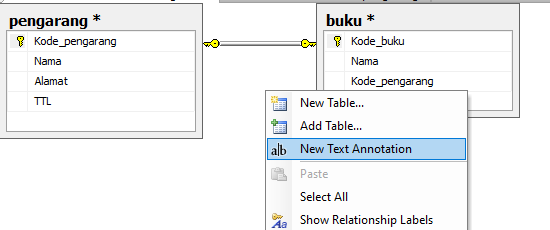 pengarang *
Kode_pengarang
Nama
Alamat
TTL
buku *
Kode_buku
Nama
Kode_pengarang
New Table...
Add Table...
a|b New Text Annotation
Paste
Select All
Show Relationship Labels